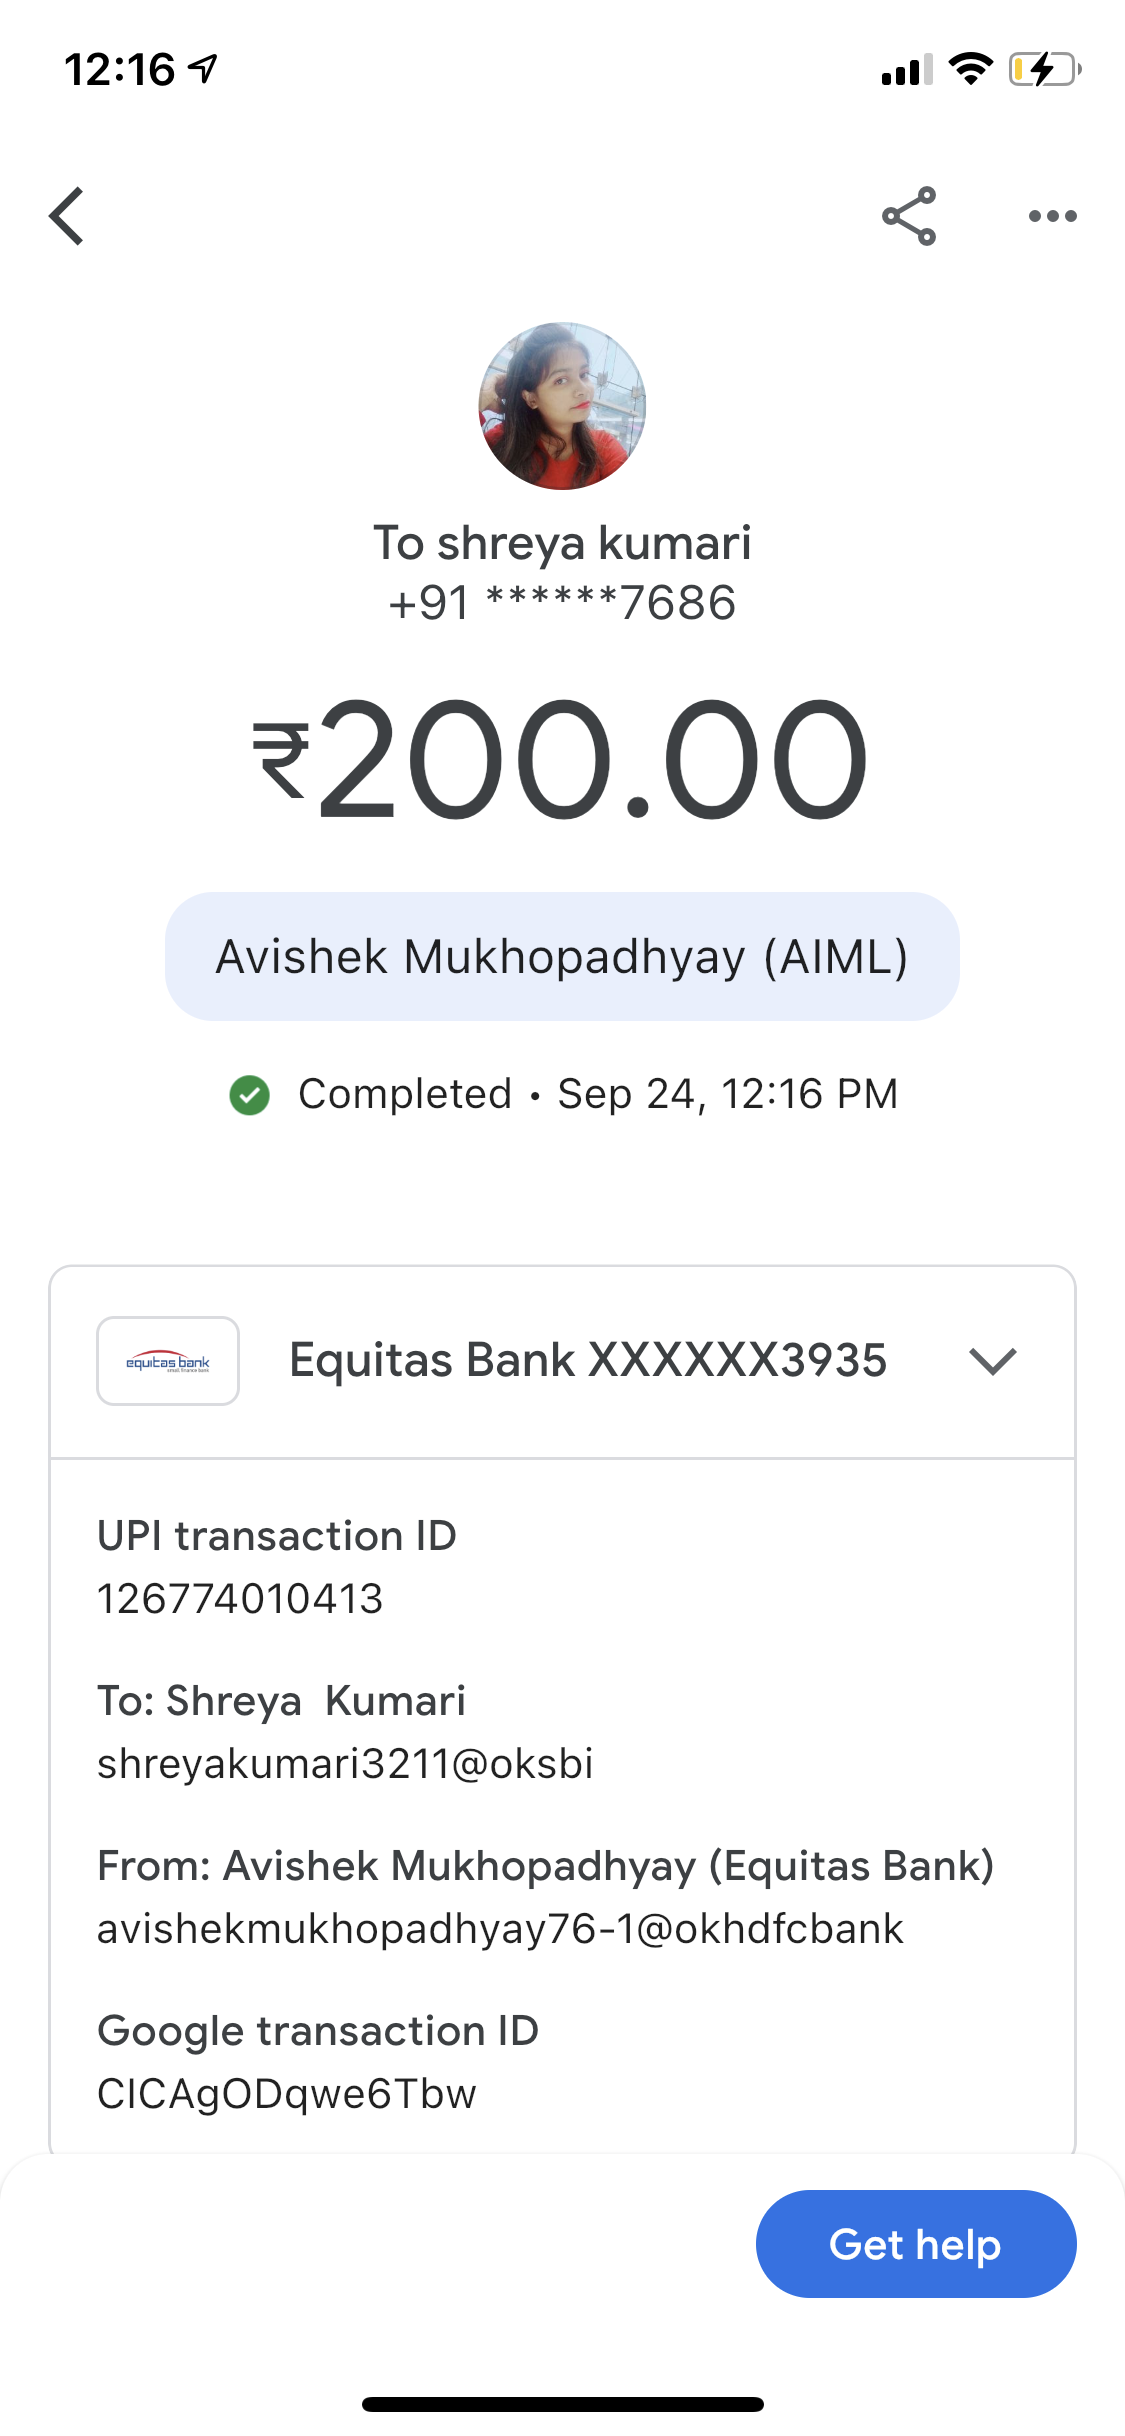 12:16
To shreya kumari
+91 ******7686
₹200.00
Avishek Mukhopadhyay (AIML)
Completed • Sep 24, 12:16 PM
equitas bank
small finance bank
Equitas Bank XXXXXX3935
UPI transaction ID
126774010413
To: Shreya  Kumari
shreyakumari3211@oksbi
From: Avishek Mukhopadhyay (Equitas Bank)
avishekmukhopadhyay76-1@okhdfcbank
Google transaction ID
CICAgODqwe6Tbw
Get help